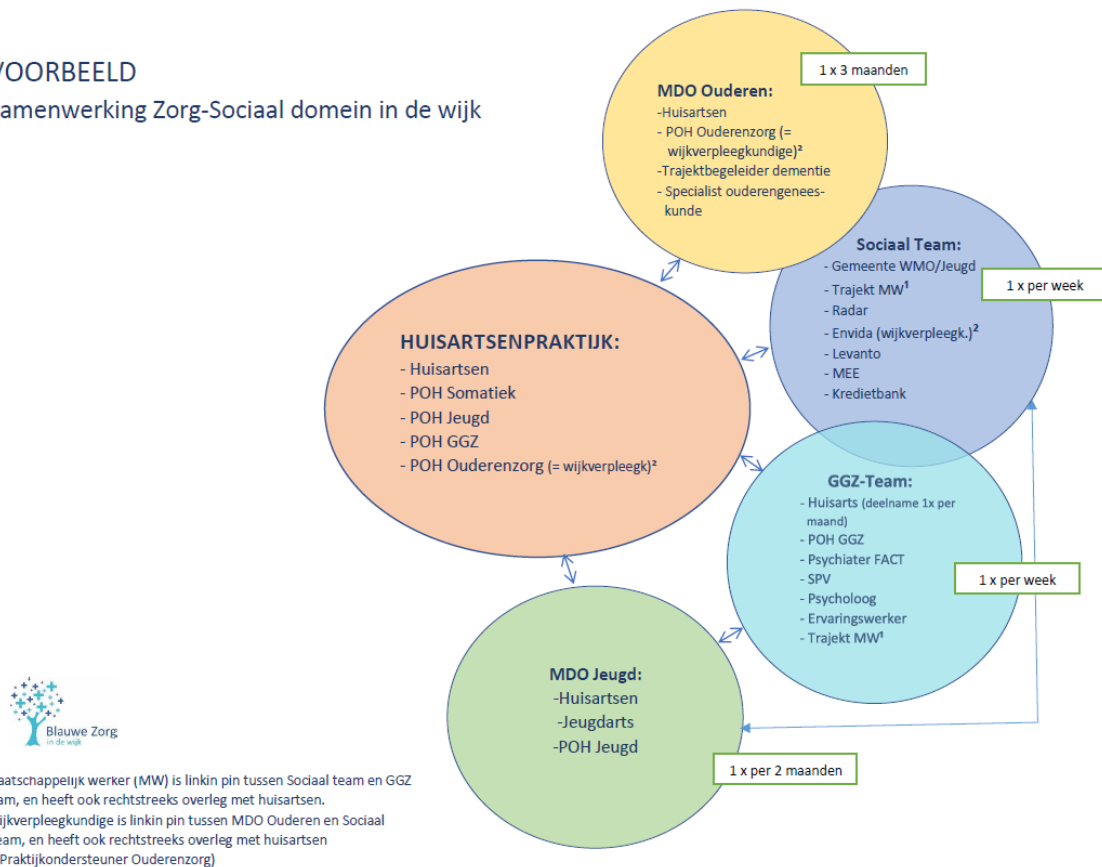 VOORBEELD
Samenwerking Zorg-Sociaal domein in de wijk
1 x 3 maanden
MDO Ouderen:
-Huisartsen
- POH Ouderenzorg (=
wijkverpleegkundige)²
-Trajektbegeleider dementie
- Specialist ouderengenees-
kunde
Sociaal Team:
- Gemeente WMO/Jeugd
- Trajekt MW¹
- Radar
- Envida (wijkverpleegk.)²
- Levanto
- MEE
- Kredietbank
1 x per week
HUISARTSENPRAKTIJK:
- Huisartsen
- POH Somatiek
- POH Jeugd
- POH GGZ
- POH Ouderenzorg (= wijkverpleegk)²
GGZ-Team:
- Huisarts (deelname 1x per
maand)
- POH GGZ
- Psychiater FACT
- SPV
- Psycholoog
- Ervaringswerker
- Trajekt MW¹
1 x per week
MDO Jeugd:
-Huisartsen
-Jeugdarts
-POH Jeugd
1 x per 2 maanden
Blauwe Zorg
in de wijk
aatschappelijk werker (MW) is linkin pin tussen Sociaal team en GGZ
am, en heeft ook rechtstreeks overleg met huisartsen.
ijkverpleegkundige is linkin pin tussen MDO Ouderen en Sociaal
eam, en heeft ook rechtstreeks overleg met huisartsen
Praktijkondersteuner Ouderenzorg)